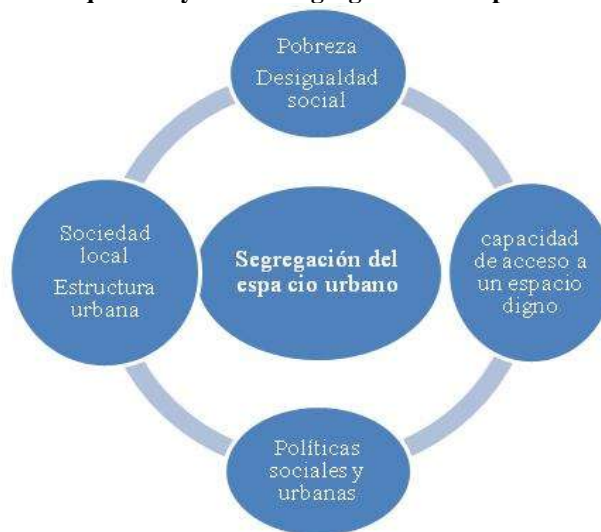 Pobreza
Desigualdad
social
Sociedad
local
Estructura
urbana
Segregación del
espa cio urbano
capacidad
de acceso a
un espacio
digno
Políticas
sociales y
urbanas